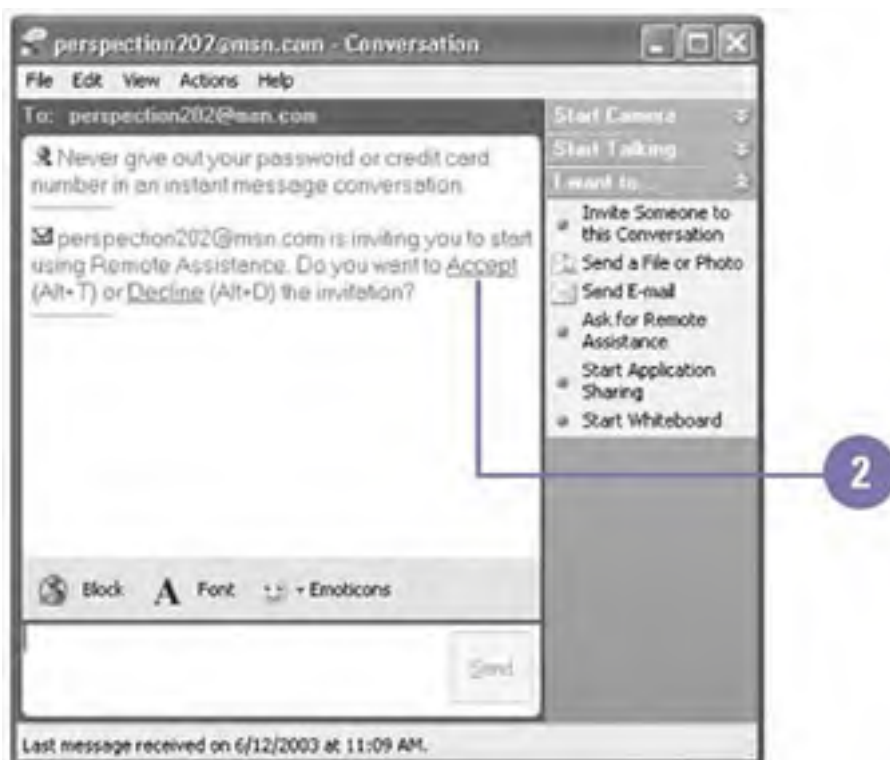 perspection202@msn.com - Conversation
File Edit View Actions Help
To: perspection202@msn.com
Never give out your password or credit card
number in an instant message conversation.
perspection202@msn.com is inviting you to start
using Remote Assistance. Do you want to Accept
(Alt+T) or Decline (Alt+D) the invitation?
Block A Font Emoticons
Send
Last message received on 6/12/2003 at 11:09 AM.
Start Camera
Start Talking
I want to...
Invite Someone to
this Conversation
Send a File or Photo
Send E-mail
Ask for Remote
Assistance
Start Application
Sharing
Start Whiteboard
2